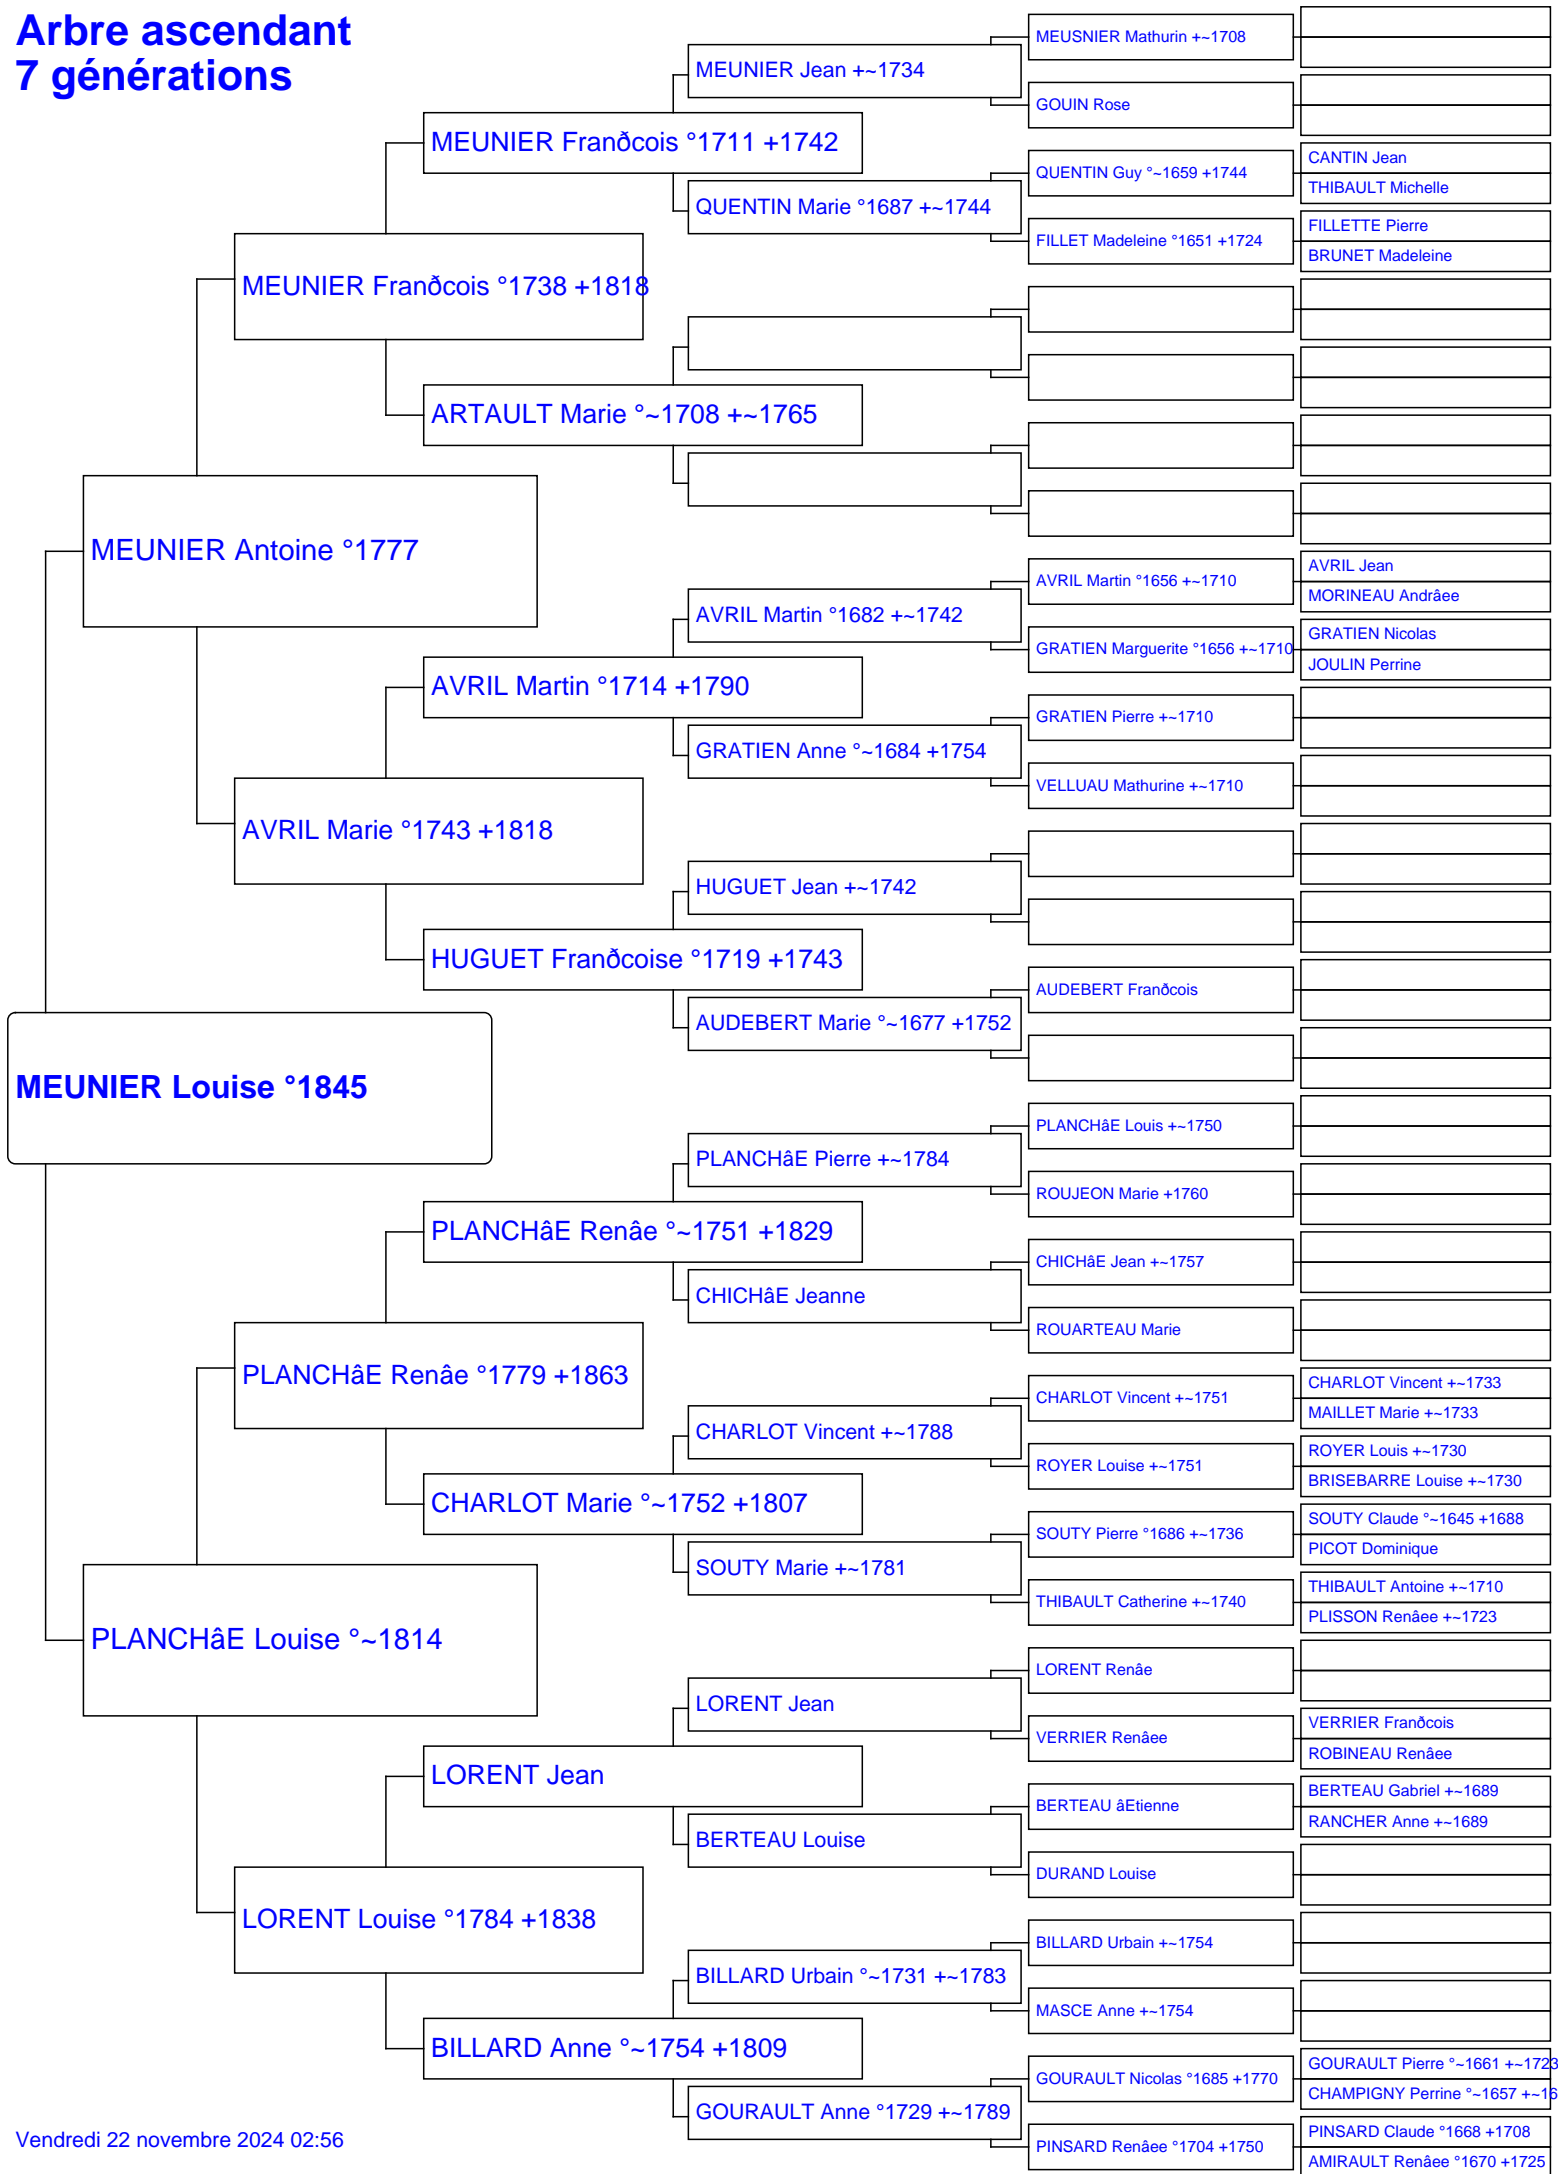 Arbre ascendant
7 générations
MEUNIER Louise °1845
MEUNIER Antoine °1777
PLANCHâE Louise °~1814
MEUNIER Franðcois °1738 +1818
AVRIL Marie °1743 +1818
PLANCHâE Renâe °1779 +1863
LORENT Louise °1784 +1838
MEUNIER Franðcois °1711 +1742
ARTAULT Marie °~1708 +~1765
AVRIL Martin °1714 +1790
HUGUET Franðcoise °1719 +1743
PLANCHâE Renâe °~1751 +1829
CHARLOT Marie °~1752 +1807
LORENT Jean
BILLARD Anne °~1754 +1809
MEUNIER Jean +~1734
QUENTIN Marie °1687 +~1744
AVRIL Martin °1682 +~1742
GRATIEN Anne °~1684 +1754
HUGUET Jean +~1742
AUDEBERT Marie °~1677 +1752
PLANCHâE Pierre +~1784
CHICHâE Jeanne
CHARLOT Vincent +~1788
SOUTY Marie +~1781
LORENT Jean
BERTEAU Louise
BILLARD Urbain °~1731 +~1783
GOURAULT Anne °1729 +~1789
MEUSNIER Mathurin +~1708
GOUIN Rose
QUENTIN Guy °~1659 +1744
FILLET Madeleine °1651 +1724
AVRIL Martin °1656 +~1710
GRATIEN Marguerite °1656 +~1710
GRATIEN Pierre +~1710
VELLUAU Mathurine +~1710
AUDEBERT Franðcois
PLANCHâE Louis +~1750
ROUJEON Marie +1760
CHICHâE Jean +~1757
ROUARTEAU Marie
CHARLOT Vincent +~1751
ROYER Louise +~1751
SOUTY Pierre °1686 +~1736
THIBAULT Catherine +~1740
LORENT Renâe
VERRIER Renâee
BERTEAU âEtienne
DURAND Louise
BILLARD Urbain +~1754
MASCE Anne +~1754
GOURAULT Nicolas °1685 +1770
PINSARD Renâee °1704 +1750
CANTIN Jean
THIBAULT Michelle
FILLETTE Pierre
BRUNET Madeleine
AVRIL Jean
MORINEAU Andrâee
GRATIEN Nicolas
JOULIN Perrine
CHARLOT Vincent +~1733
MAILLET Marie +~1733
ROYER Louis +~1730
BRISEBARRE Louise +~1730
SOUTY Claude °~1645 +1688
PICOT Dominique
THIBAULT Antoine +~1710
PLISSON Renâee +~1723
VERRIER Franðcois
ROBINEAU Renâee
BERTEAU Gabriel +~1689
RANCHER Anne +~1689
GOURAULT Pierre °~1661 +~1723
CHAMPIGNY Perrine °~1657 +~16
PINSARD Claude °1668 +1708
AMIRAULT Renâee °1670 +1725
Vendredi 22 novembre 2024 02:56